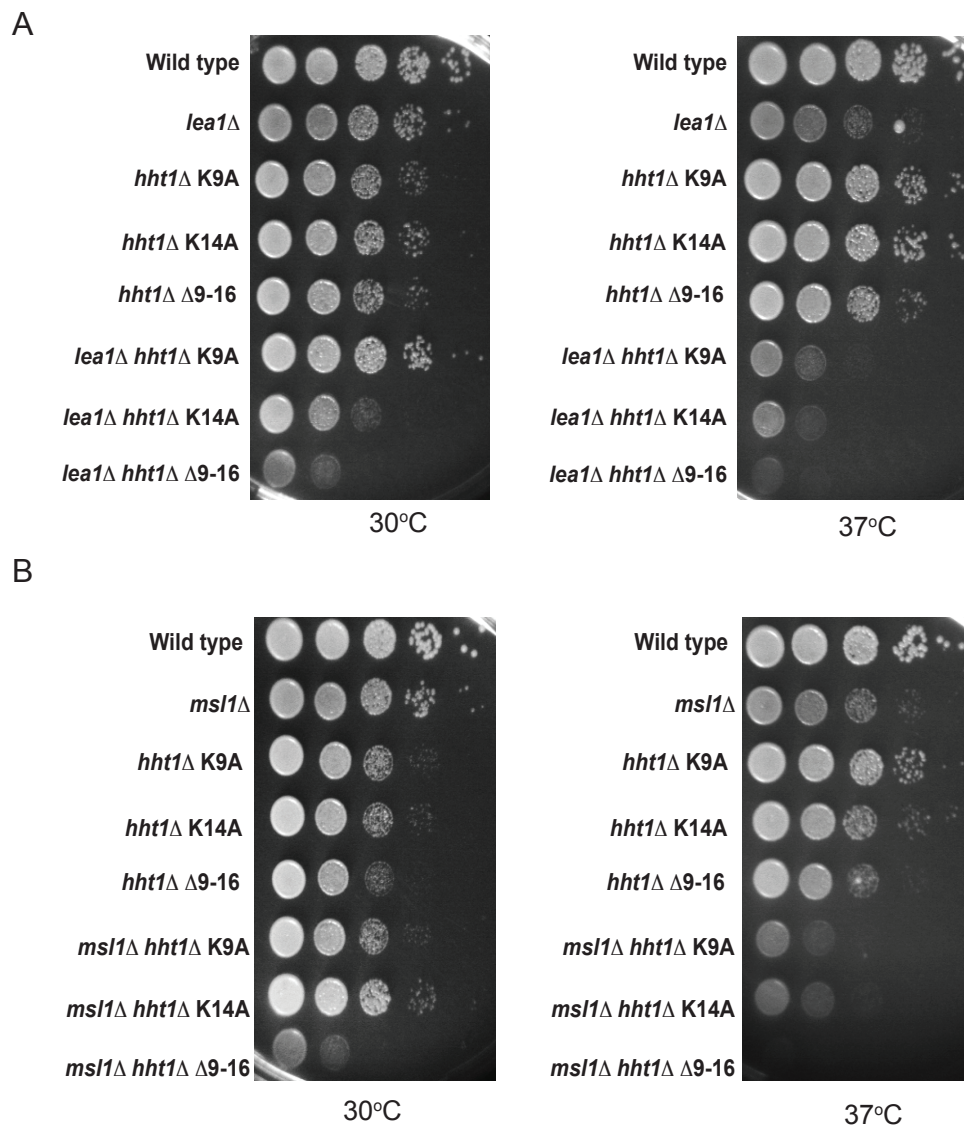 A
Wild type
lea1Δ
hht1Δ K9A
hht1Δ K14A
hht1Δ Δ9-16
lea1Δ hht1Δ K9A
lea1Δ hht1Δ K14A
lea1Δ hht1Δ Δ9-16
30°C
Wild type
lea1Δ
hht1Δ K9A
hht1Δ K14A
hht1Δ Δ9-16
lea1Δ hht1Δ K9A
lea1Δ hht1Δ K14A
lea1Δ hht1Δ Δ9-16
37°C
B
Wild type
msl1Δ
hht1Δ K9A
hht1Δ K14A
hht1Δ Δ9-16
msl1Δ hht1Δ K9A
msl1Δ hht1Δ K14A
msl1Δ hht1Δ Δ9-16
30°C
Wild type
msl1Δ
hht1Δ K9A
hht1Δ K14A
hht1Δ Δ9-16
msl1Δ hht1Δ K9A
msl1Δ hht1Δ K14A
msl1Δ hht1Δ Δ9-16
37°C